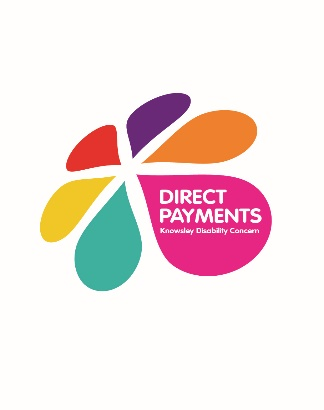 DIRECT
PAYMENTS
Knowsley Disability Concern